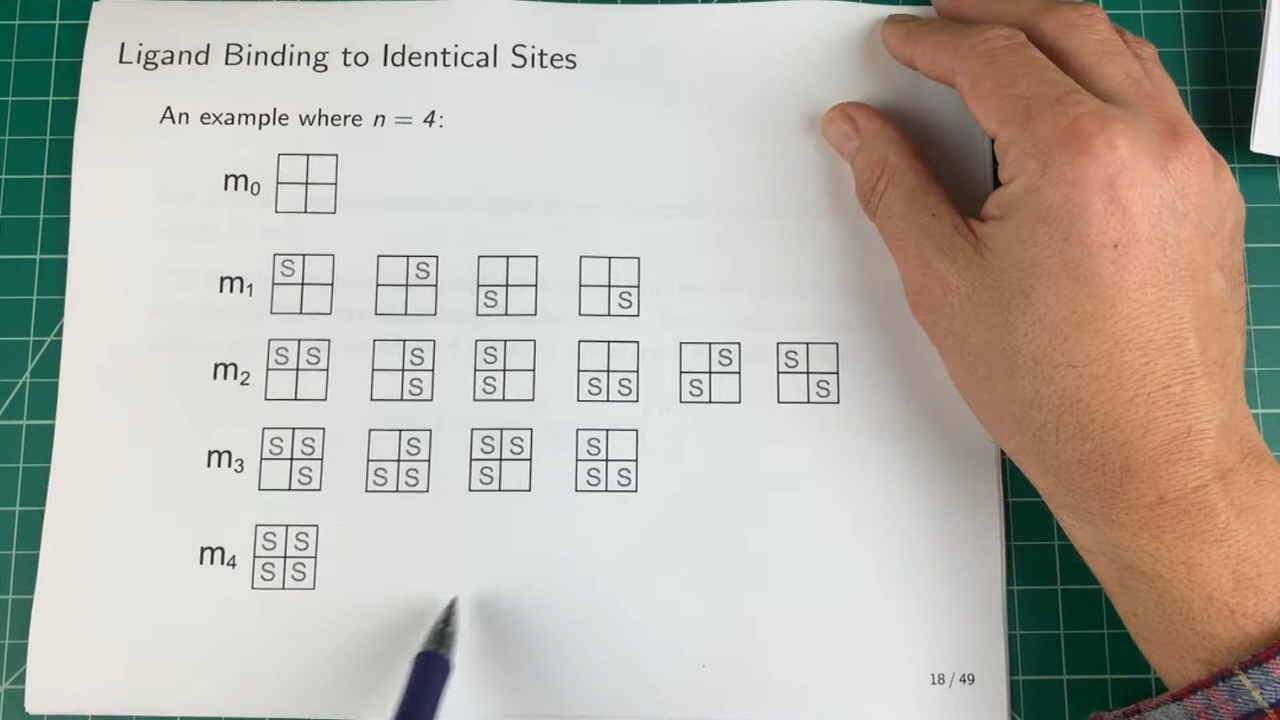 Ligand Binding to Identical Sites
An example where n = 4:
m₀
m₁ S S S S
m₂ S S S S S S S
S S S S S
m₃ S S S S S S
S S S S S S
m₄ S S
S S
18 / 49